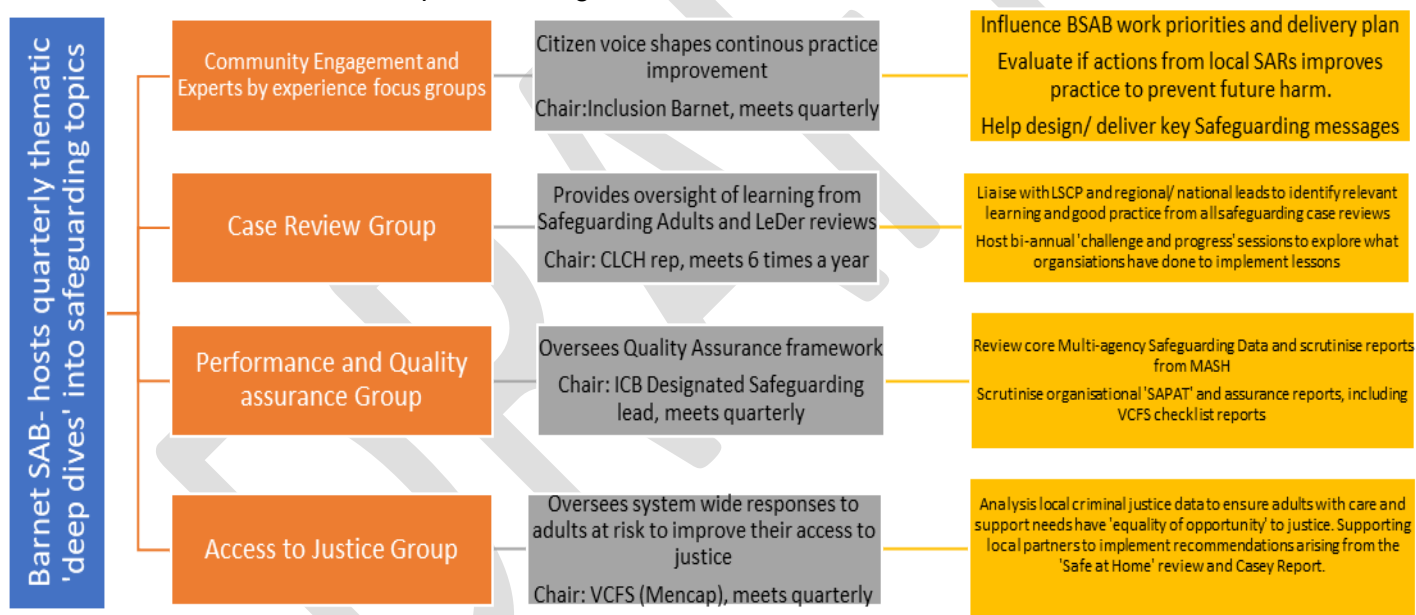 Barnet SAB- hosts quarterly thematic
'deep dives' into safeguarding topics
Community Engagement and
Experts by experience focus groups
Citizen voice shapes continous practice
improvement
Chair:Inclusion Barnet, meets quarterly
Influence BSAB work priorities and delivery plan
Evaluate if actions from local SARs improves
practice to prevent future harm.
Help design/ deliver key Safeguarding messages
Case Review Group
Provides oversight of learning from
Safeguarding Adults and LeDer reviews
Chair: CLCH rep, meets 6 times a year
Liaise with LSCP and regional/ national leads to identify relevant
learning and good practice from all safeguarding case reviews
Host bi-annual 'challenge and progress' sessions to explore what
organsiations have done to implement lessons
Performance and Quality
assurance Group
Oversees Quality Assurance framework
Chair: ICB Designated Safeguarding
lead, meets quarterly
Review core Multi-agency Safeguarding Data and scrutinise reports
from MASH
Scrutinise organisational 'SAPAT' and assurance reports, including
VCFS checklist reports
Access to Justice Group
Oversees system wide responses to
adults at risk to improve their access to
justice
Chair: VCFS (Mencap), meets quarterly
Analysis local criminal justice data to ensure adults with care and
support needs have 'equality of opportunity' to justice. Supporting
local partners to implement recommendations arising from the
'Safe at Home' review and Casey Report.